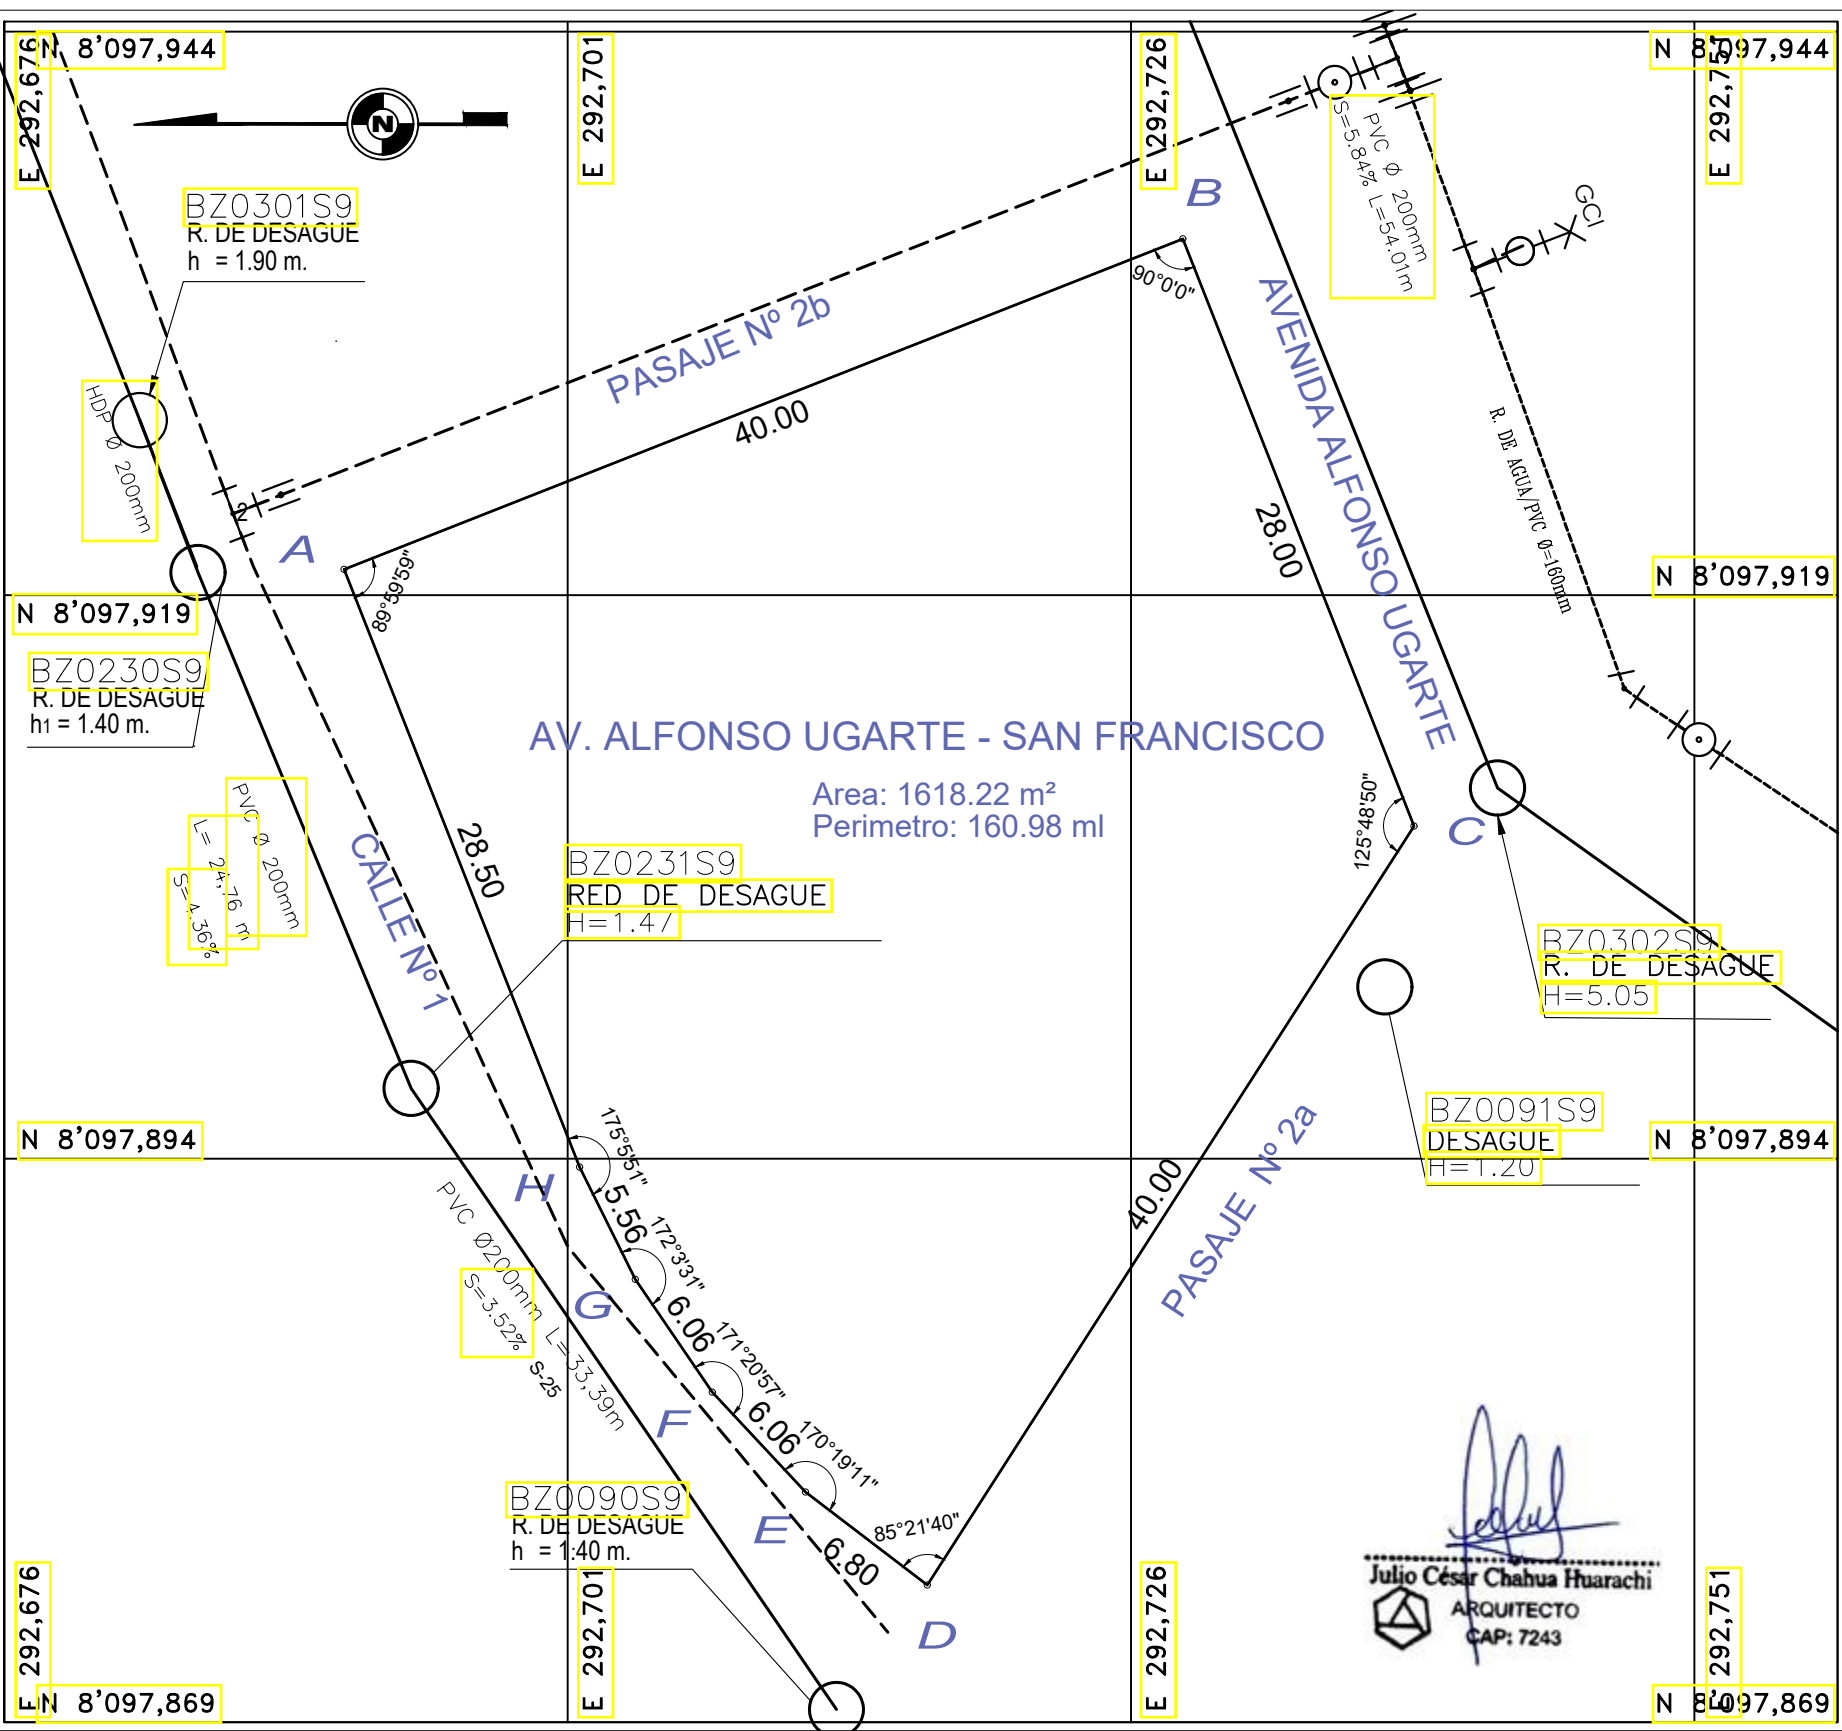 N 8’097,944
E 292,676
E 292,701
E 292,726
N 8’097,944
E 292,751
N
BZ0301S9
R. DE DESAGUE
h = 1.90 m.
B
PVC Ø 200mm
S=5.84% L=54.01m
GCI
90°0'0"
PASAJE Nº 2b
40.00
AVENIDA ALFONSO UGARTE
HDP Ø 200mm
2
A
89°59'59"
28.00
R. DE AGUA/PVC Ø=160mm
N 8’097,919
N 8’097,919
BZ0230S9
R. DE DESAGUE
h1 = 1.40 m.
AV. ALFONSO UGARTE - SAN FRANCISCO
Area: 1618.22 m²
Perimetro: 160.98 ml
125°48'50"
C
PVC Ø 200mm
L= 24,76 m
S=4.36%
CALLE Nº 1
28.50
BZ0231S9
RED DE DESAGUE
H=1.47
BZ0302S9
R. DE DESAGUE
H=5.05
BZ0091S9
DESAGUE
H=1.20
N 8’097,894
N 8’097,894
175°5'51"
H
5.56
172°3'31"
PVC Ø200mm L=33,39m
S=3.52%
S-25
G
6.06
171°20'57"
40.00
PASAJE Nº 2a
F
6.06
170°19'11"
BZ0090S9
R. DE DESAGUE
h = 1.40 m.
E
6.80
85°21'40"
D
Julio César Chahua Huarachi
ARQUITECTO
CAP: 7243
E 292,676
E 292,701
E 292,726
E 292,751
N 8’097,869
N 8’097,869